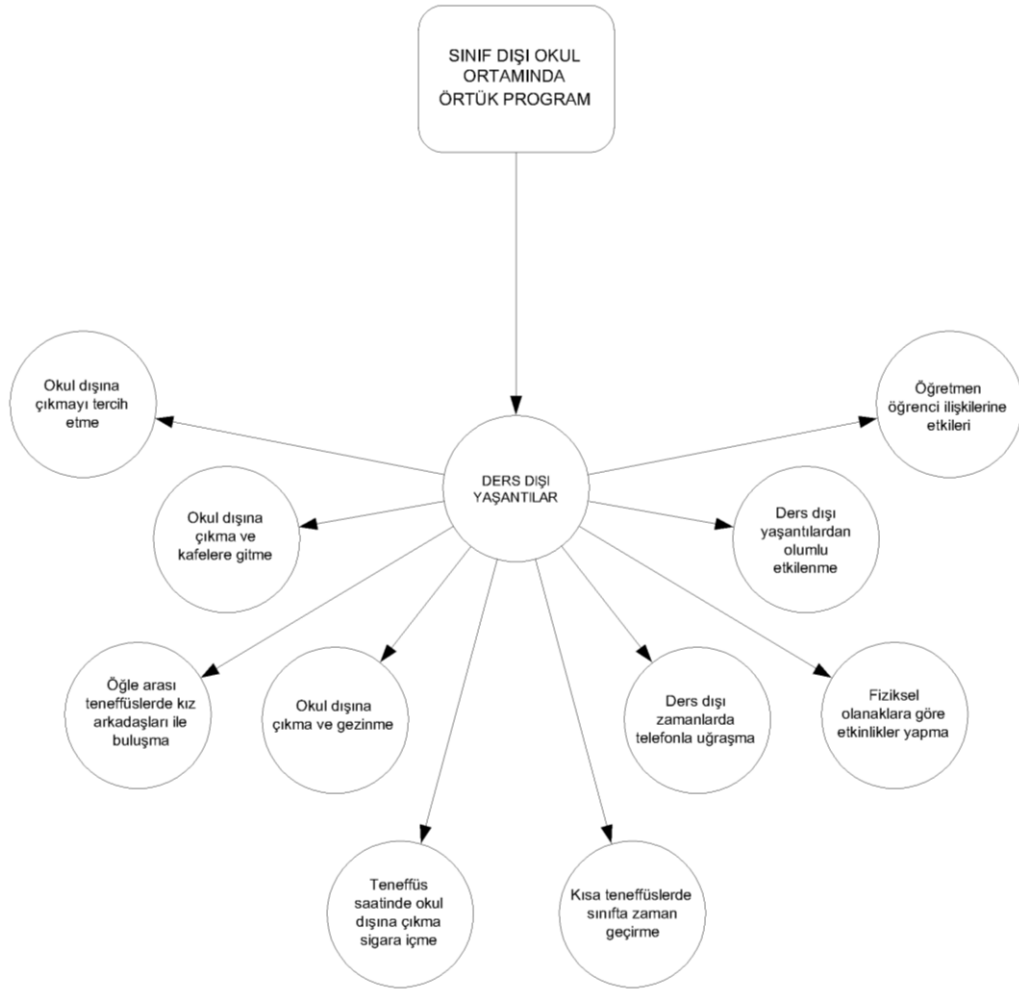 SINIF DIŞI OKUL
ORTAMINDA
ÖRTÜK PROGRAM
Okul dışına
çıkmayı tercih
etme
Öğretmen
öğrenci ilişkilerine
etkileri
DERS DIŞI
YAŞANTILAR
Okul dışına
çıkma ve
kafelere gitme
Ders dışı
yaşantılardan
olumlu
etkilenme
Öğle arası
teneffüslerde kız
arkadaşları ile
buluşma
Okul dışına
çıkma ve gezinme
Ders dışı
zamanlarda
telefonla uğraşma
Fiziksel
olanaklara göre
etkinlikler yapma
Teneffüs
saatinde okul
dışına çıkma
sigara içme
Kısa teneffüslerde
sınıfta zaman
geçirme